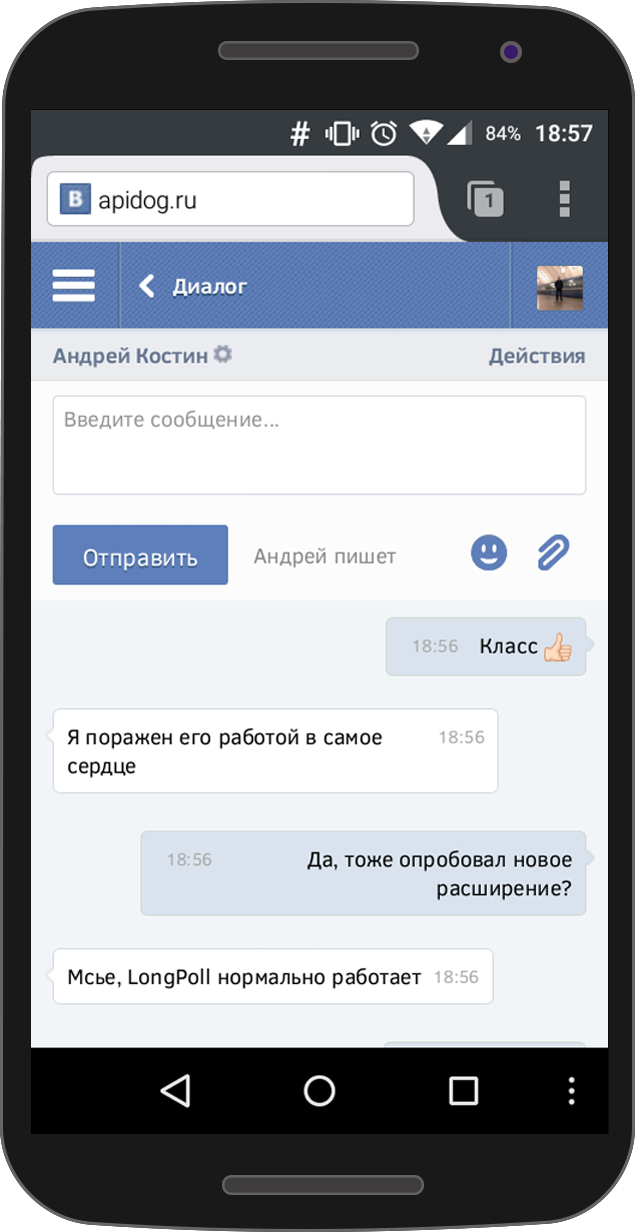 # 84% 18:57
B apidog.ru 1
Диалог
Андрей Костин Действия
Введите сообщение...
Отправить Андрей пишет
18:56 Класс
Я поражен его работой в самое 18:56
сердце
18:56 Да, тоже опробовал новое
расширение?
Мсье, LongPoll нормально работает 18:56